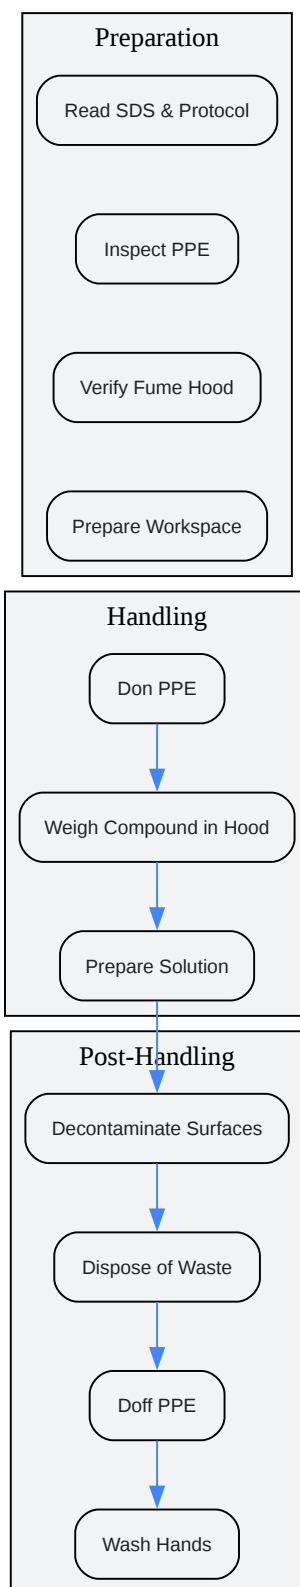 Preparation
Read SDS & Protocol
Inspect PPE
Verify Fume Hood
Prepare Workspace
Handling
Don PPE
Weigh Compound in Hood
Prepare Solution
Post-Handling
Decontaminate Surfaces
Dispose of Waste
Doff PPE
Wash Hands